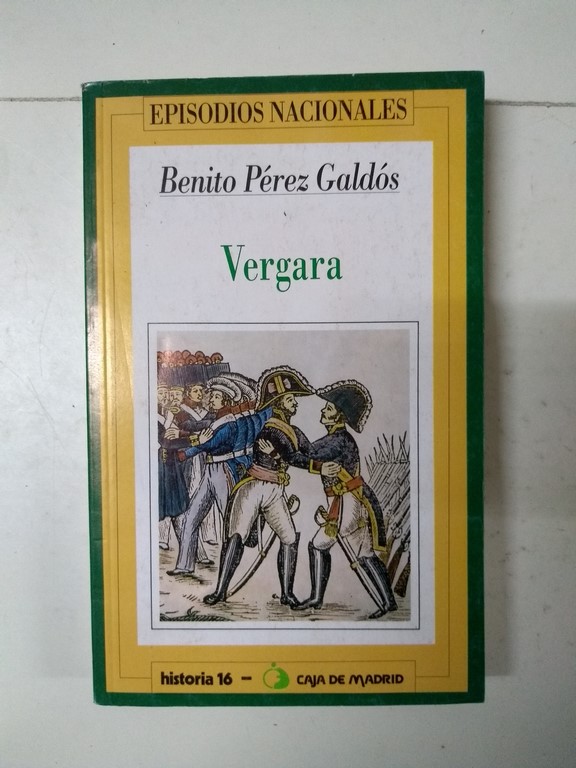 EPISODIOS NACIONALES
Benito Pérez Galdós
Vergara
historia 16 – CAJA DE MADRID